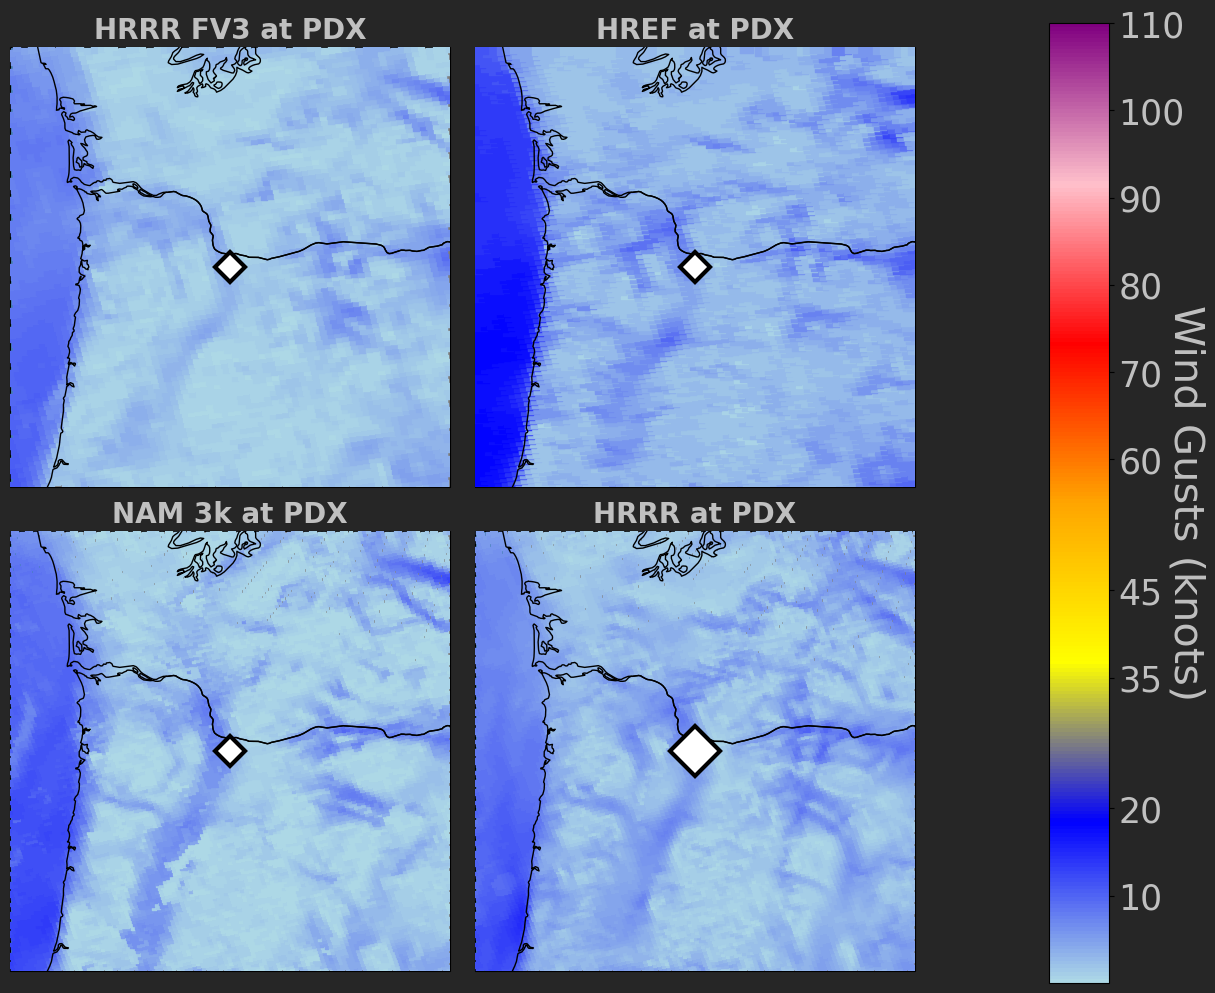 HRRR FV3 at PDX
HREF at PDX
NAM 3k at PDX
HRRR at PDX
110
100
90
80
70
60
45
35
20
10
Wind Gusts (knots)